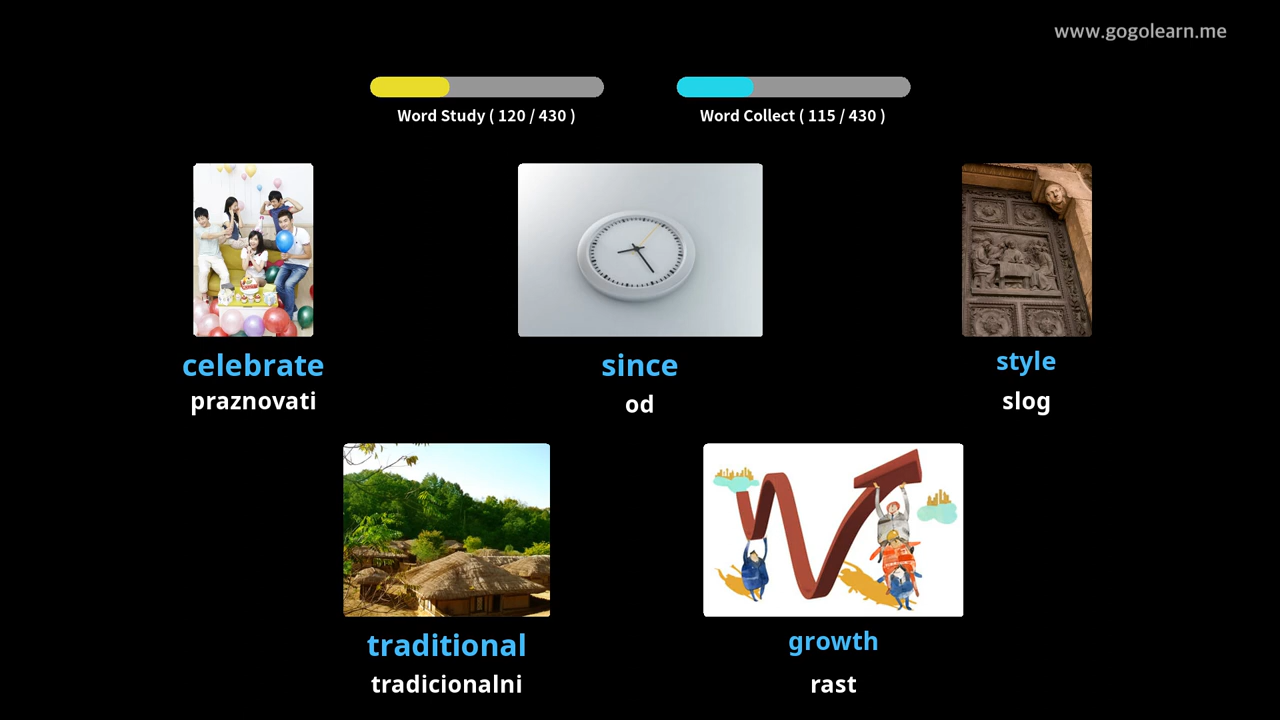 www.gogolearn.me
Word Study ( 120 / 430 )
Word Collect ( 115 / 430 )
celebrate
praznovati
since
od
style
slog
traditional
tradicionalni
growth
rast